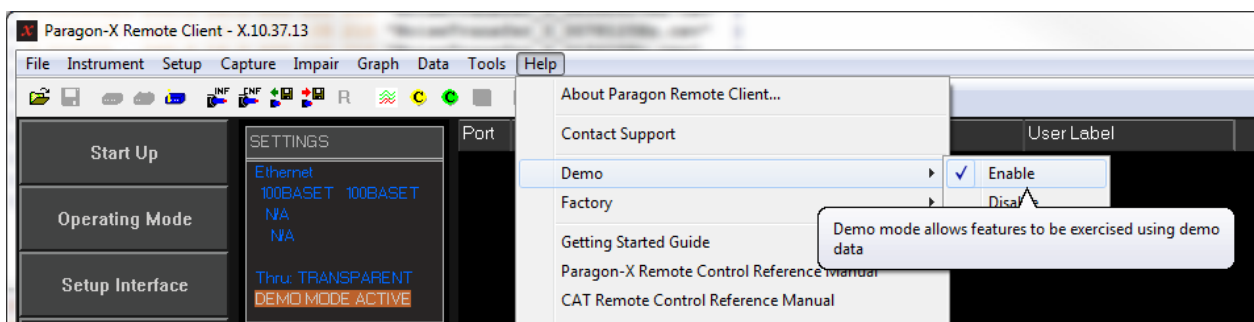 Paragon-X Remote Client - X.10.37.13
File Instrument Setup Capture Impair Graph Data Tools Help
INF INF R C C
About Paragon Remote Client...
Contact Support
Demo
Enable
Factory
Demo mode allows features to be exercised using demo
data
Getting Started Guide
Paragon-X Remote Control Reference Manual
CAT Remote Control Reference Manual
Start Up
Operating Mode
Setup Interface
SETTINGS
Ethernet
100BASET 100BASET
N/A
N/A
Thru: TRANSPARENT
DEMO MODE ACTIVE
Port
User Label